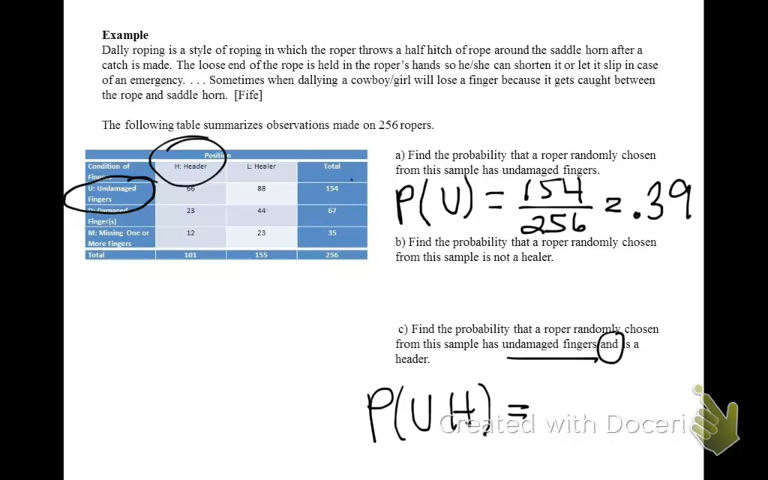 Example
Dally roping is a style of roping in which the roper throws a half hitch of rope around the saddle horn after a
catch is made. The loose end of the rope is held in the roper's hands so he/she can shorten it or let it slip in case
of an emergency. . . . Sometimes when dallying a cowboy/girl will lose a finger because it gets caught between
the rope and saddle horn. [Fife]
The following table summarizes observations made on 256 ropers.
Position
Condition of H: Header L: Healer Total
Fingers
U: Undamaged 66 88 154
Fingers
D: Damaged 23 44 67
Finger(s)
M: Missing One or 12 23 35
More Fingers
Total 101 155 256
a) Find the probability that a roper randomly chosen
from this sample has undamaged fingers.
P(U) = 154/256 = .39
b) Find the probability that a roper randomly chosen
from this sample is not a healer.
c) Find the probability that a roper randomly chosen
from this sample has undamaged fingers and is a
header.
P(U H) =
Created with Doceri